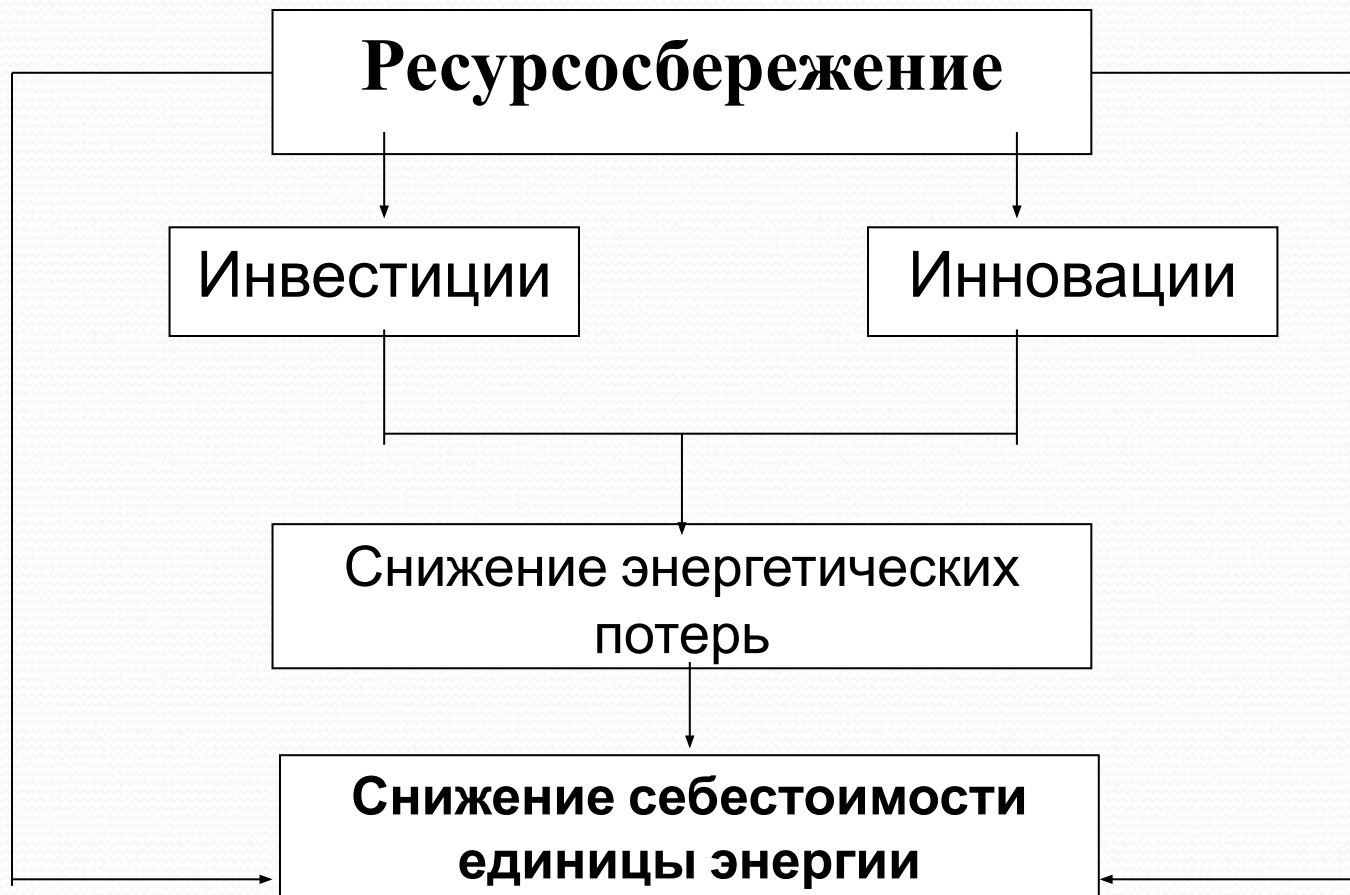 Ресурсосбережение
Инвестиции
Инновации
Снижение энергетических
потерь
Снижение себестоимости
единицы энергии